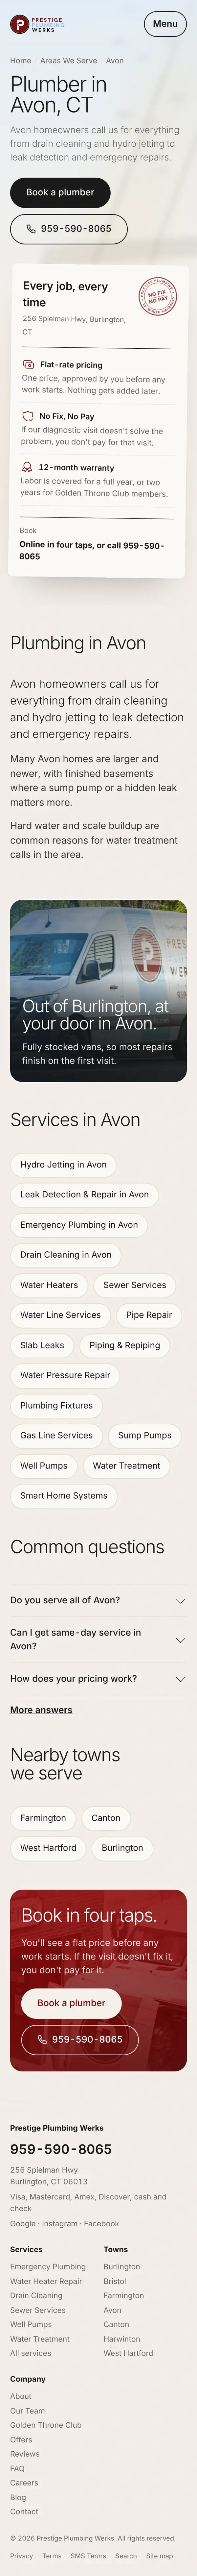 PRESTIGE
PLUMBING
WERKS
Menu
Home Areas We Serve Avon
Plumber in
Avon, CT
Avon homeowners call us for everything
from drain cleaning and hydro jetting to
leak detection and emergency repairs.
Book a plumber
959-590-8065
Every job, every
time
256 Spielman Hwy, Burlington,
CT
NO FIX
NO PAY
Flat-rate pricing
One price, approved by you before any
work starts. Nothing gets added later.
No Fix, No Pay
If our diagnostic visit doesn't solve the
problem, you don't pay for that visit.
12-month warranty
Labor is covered for a full year, or two
years for Golden Throne Club members.
Book
Online in four taps, or call 959-590-
8065
Plumbing in Avon
Avon homeowners call us for
everything from drain cleaning
and hydro jetting to leak detection
and emergency repairs.
Many Avon homes are larger and
newer, with finished basements
where a sump pump or a hidden leak
matters more.
Hard water and scale buildup are
common reasons for water treatment
calls in the area.
Out of Burlington, at
your door in Avon.
Fully stocked vans, so most repairs
finish on the first visit.
Services in Avon
Hydro Jetting in Avon
Leak Detection & Repair in Avon
Emergency Plumbing in Avon
Drain Cleaning in Avon
Water Heaters Sewer Services
Water Line Services Pipe Repair
Slab Leaks Piping & Repiping
Water Pressure Repair
Plumbing Fixtures
Gas Line Services Sump Pumps
Well Pumps Water Treatment
Smart Home Systems
Common questions
Do you serve all of Avon?
Can I get same-day service in
Avon?
How does your pricing work?
More answers
Nearby towns
we serve
Farmington Canton
West Hartford Burlington
Book in four taps.
You'll see a flat price before any
work starts. If the visit doesn't fix it,
you don't pay for it.
Book a plumber
959-590-8065
Prestige Plumbing Werks
959-590-8065
256 Spielman Hwy
Burlington, CT 06013
Visa, Mastercard, Amex, Discover, cash and
check
Google · Instagram · Facebook
Services
Emergency Plumbing
Water Heater Repair
Drain Cleaning
Sewer Services
Well Pumps
Water Treatment
All services
Towns
Burlington
Bristol
Farmington
Avon
Canton
Harwinton
West Hartford
Company
About
Our Team
Golden Throne Club
Offers
Reviews
FAQ
Careers
Blog
Contact
© 2026 Prestige Plumbing Werks. All rights reserved.
Privacy Terms SMS Terms Search Site map